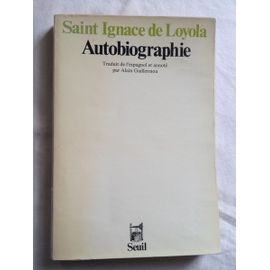 Saint Ignace de Loyola
Autobiographie
Traduit de l'espagnol et annoté
par Alain Guillermou
Seuil